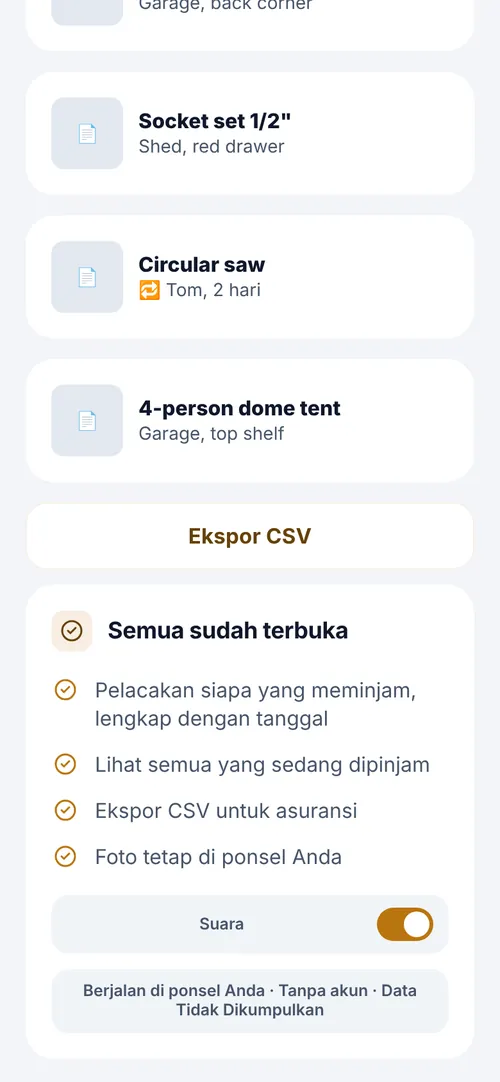 Garage, back corner
Socket set 1/2"
Shed, red drawer
Circular saw
🔁 Tom, 2 hari
4-person dome tent
Garage, top shelf
Ekspor CSV
Semua sudah terbuka
Pelacakan siapa yang meminjam,
lengkap dengan tanggal
Lihat semua yang sedang dipinjam
Ekspor CSV untuk asuransi
Foto tetap di ponsel Anda
Suara
Berjalan di ponsel Anda · Tanpa akun · Data
Tidak Dikumpulkan